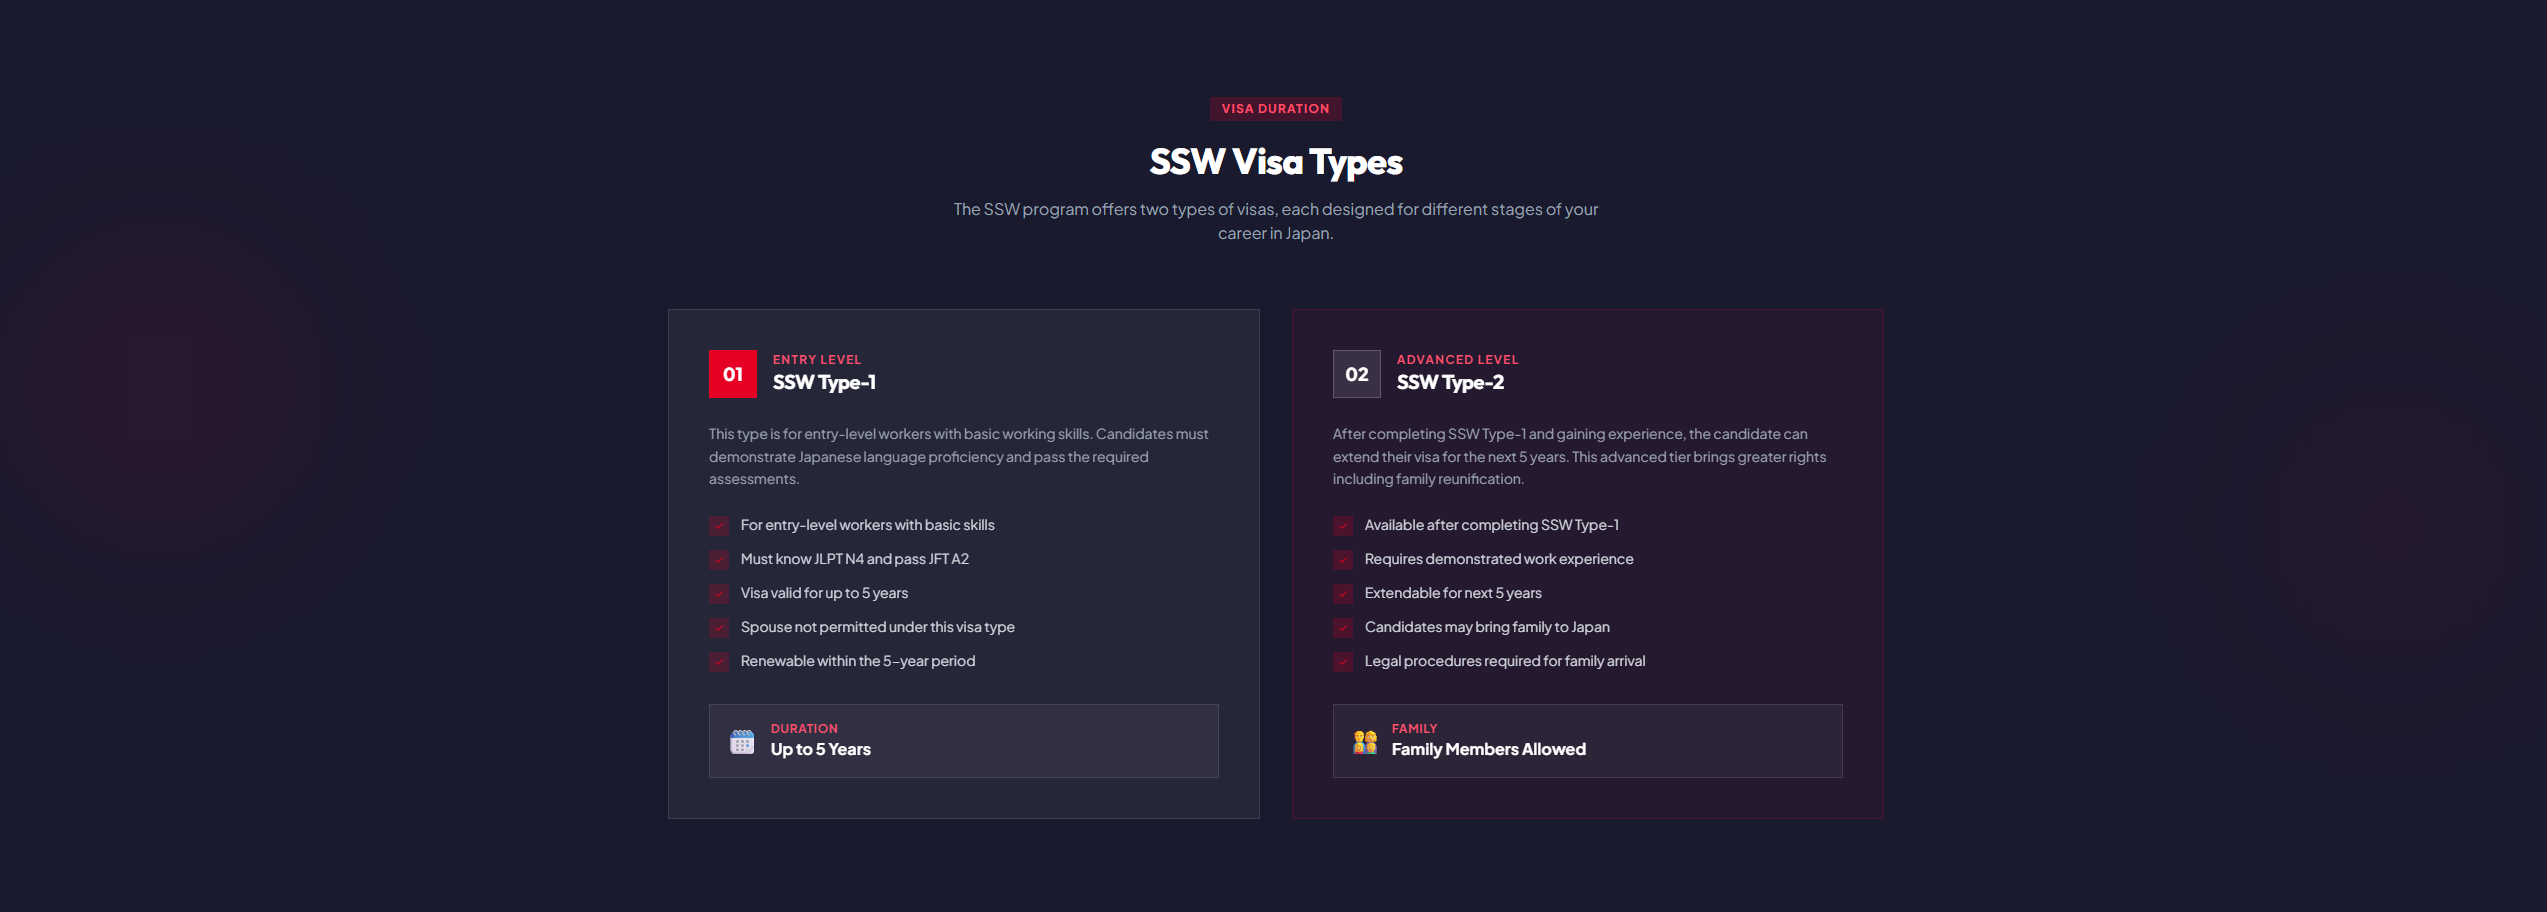 VISA DURATION
SSW Visa Types
The SSW program offers two types of visas, each designed for different stages of your
career in Japan.
01
ENTRY LEVEL
SSW Type-1
This type is for entry-level workers with basic working skills. Candidates must
demonstrate Japanese language proficiency and pass the required
assessments.
For entry-level workers with basic skills
Must know JLPT N4 and pass JFT A2
Visa valid for up to 5 years
Spouse not permitted under this visa type
Renewable within the 5-year period
DURATION
Up to 5 Years
02
ADVANCED LEVEL
SSW Type-2
After completing SSW Type-1 and gaining experience, the candidate can
extend their visa for the next 5 years. This advanced tier brings greater rights
including family reunification.
Available after completing SSW Type-1
Requires demonstrated work experience
Extendable for next 5 years
Candidates may bring family to Japan
Legal procedures required for family arrival
FAMILY
Family Members Allowed